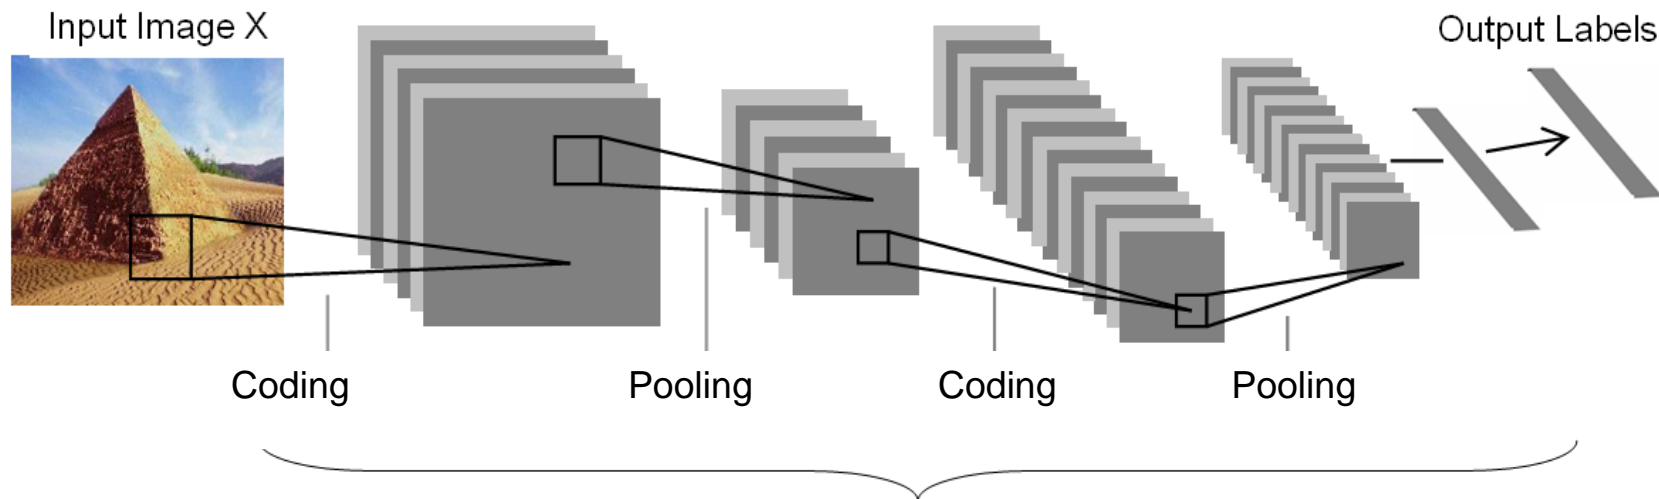 Input Image X
Output Labels
Coding
Pooling
Coding
Pooling